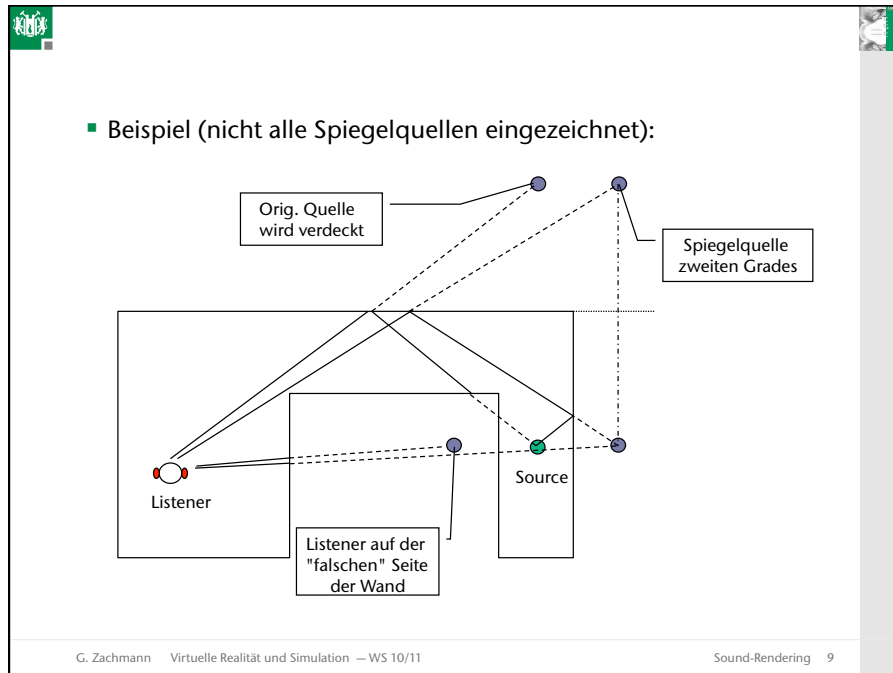 Beispiel (nicht alle Spiegelquellen eingezeichnet):
Orig. Quelle
wird verdeckt
Spiegelquelle
zweiten Grades
Listener
Source
Listener auf der
"falschen" Seite
der Wand
G. Zachmann Virtuelle Realität und Simulation — WS 10/11 Sound-Rendering 9